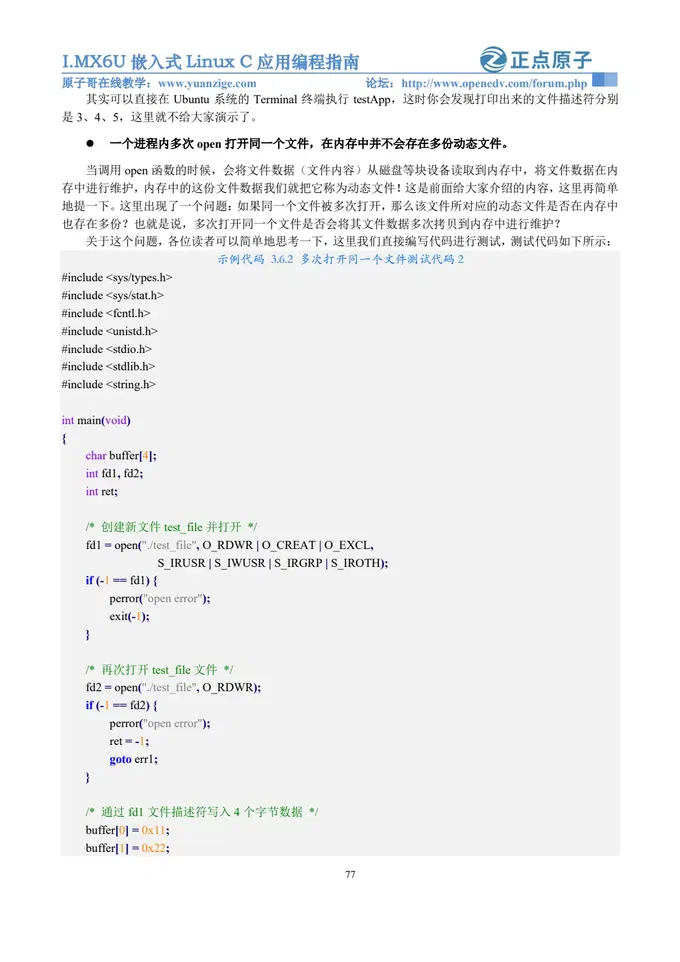 I.MX6U 嵌入式 Linux C 应用编程指南
正点原子
原子哥在线教学：www.yuanzige.com 论坛：http://www.openedv.com/forum.php
其实可以直接在 Ubuntu 系统的 Terminal 终端执行 testApp，这时你会发现打印出来的文件描述符分别
是 3、4、5，这里就不给大家演示了。
● 一个进程内多次 open 打开同一个文件，在内存中并不会存在多份动态文件。
当调用 open 函数的时候，会将文件数据（文件内容）从磁盘等块设备读取到内存中，将文件数据在内
存中进行维护，内存中的这份文件数据我们就把它称为动态文件！这是前面给大家介绍的内容，这里再简单
地提一下。这里出现了一个问题：如果同一个文件被多次打开，那么该文件所对应的动态文件是否在内存中
也存在多份？也就是说，多次打开同一个文件是否会将其文件数据多次拷贝到内存中进行维护？
关于这个问题，各位读者可以简单地思考一下，这里我们直接编写代码进行测试，测试代码如下所示：
示例代码 3.6.2 多次打开同一个文件测试代码 2
#include <sys/types.h>
#include <sys/stat.h>
#include <fcntl.h>
#include <unistd.h>
#include <stdio.h>
#include <stdlib.h>
#include <string.h>
int main(void)
{
char buffer[4];
int fd1, fd2;
int ret;
/* 创建新文件 test_file 并打开 */
fd1 = open("./test_file", O_RDWR | O_CREAT | O_EXCL,
S_IRUSR | S_IWUSR | S_IRGRP | S_IROTH);
if (-1 == fd1) {
perror("open error");
exit(-1);
}
/* 再次打开 test_file 文件 */
fd2 = open("./test_file", O_RDWR);
if (-1 == fd2) {
perror("open error");
ret = -1;
goto err1;
}
/* 通过 fd1 文件描述符写入 4 个字节数据 */
buffer[0] = 0x11;
buffer[1] = 0x22;
77